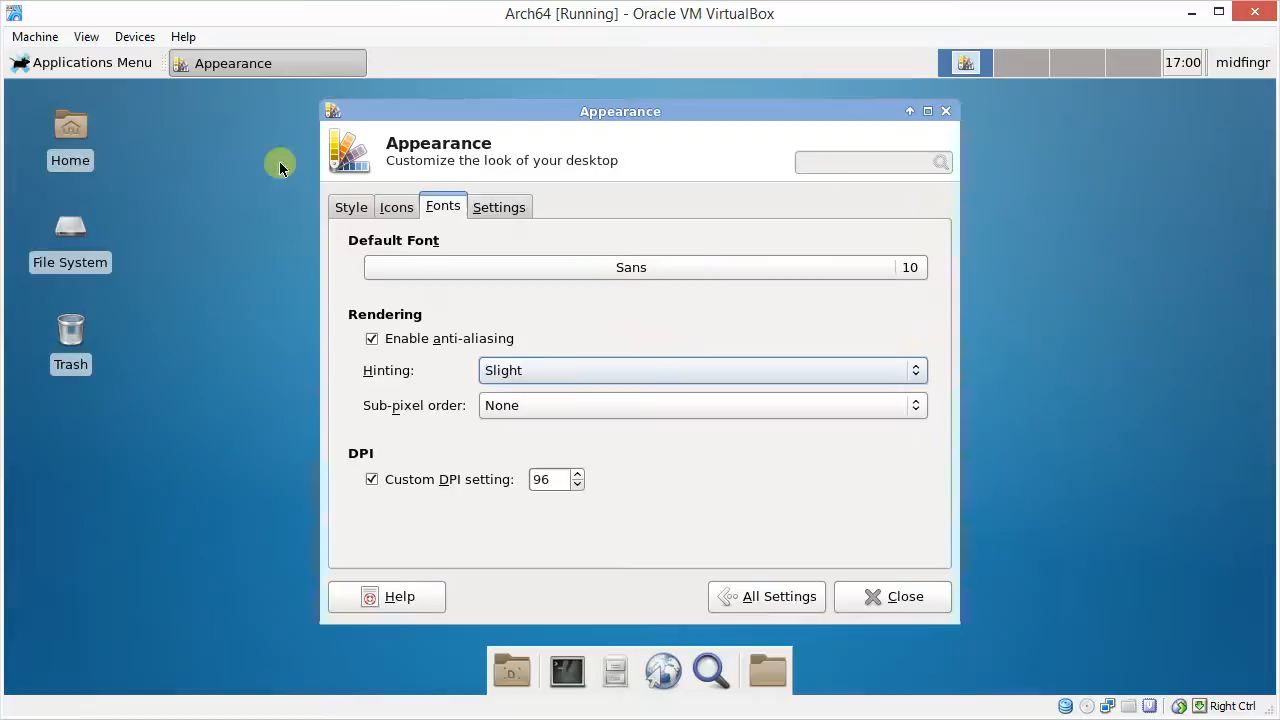 Arch64 [Running] - Oracle VM VirtualBox
Machine View Devices Help
Applications Menu Appearance 17:00 midfingr
Home
File System
Trash
Appearance
Appearance
Customize the look of your desktop
Style Icons Fonts Settings
Default Font
Sans 10
Rendering
Enable anti-aliasing
Hinting: Slight
Sub-pixel order: None
DPI
Custom DPI setting: 96
Help All Settings Close
Right Ctrl